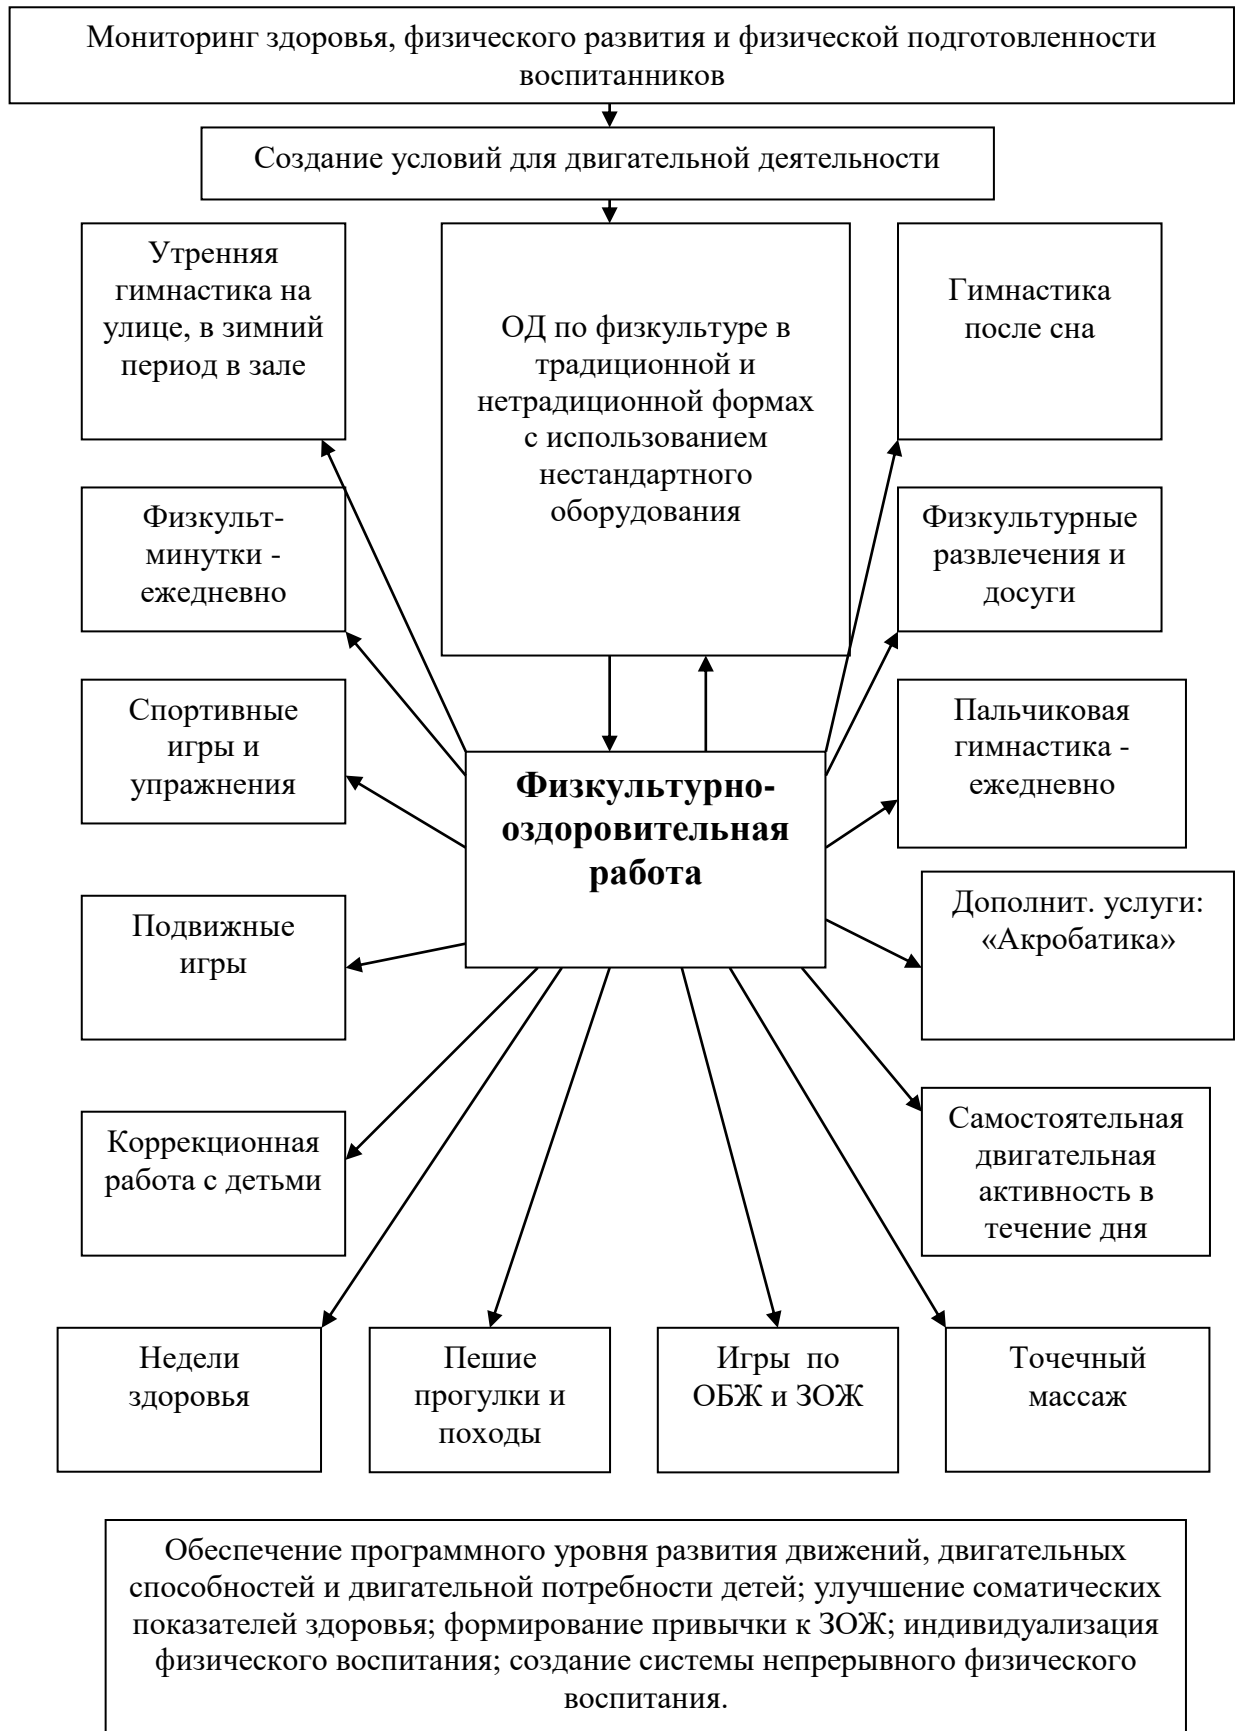 Мониторинг здоровья, физического развития и физической подготовленности
воспитанников
Создание условий для двигательной деятельности
Утренняя
гимнастика на
улице, в зимний
период в зале
ОД по физкультуре в
традиционной и
нетрадиционной формах
с использованием
нестандартного
оборудования
Гимнастика
после сна
Физкульт-
минутки -
ежедневно
Физкультурные
развлечения и
досуги
Спортивные
игры и
упражнения
Пальчиковая
гимнастика -
ежедневно
Физкультурно-
оздоровительная
работа
Подвижные
игры
Дополнит. услуги:
«Акробатика»
Коррекционная
работа с детьми
Самостоятельная
двигательная
активность в
течение дня
Недели
здоровья
Пешие
прогулки и
походы
Игры  по
ОБЖ и ЗОЖ
Точечный
массаж
Обеспечение программного уровня развития движений, двигательных
способностей и двигательной потребности детей; улучшение соматических
показателей здоровья; формирование привычки к ЗОЖ; индивидуализация
физического воспитания; создание системы непрерывного физического
воспитания.